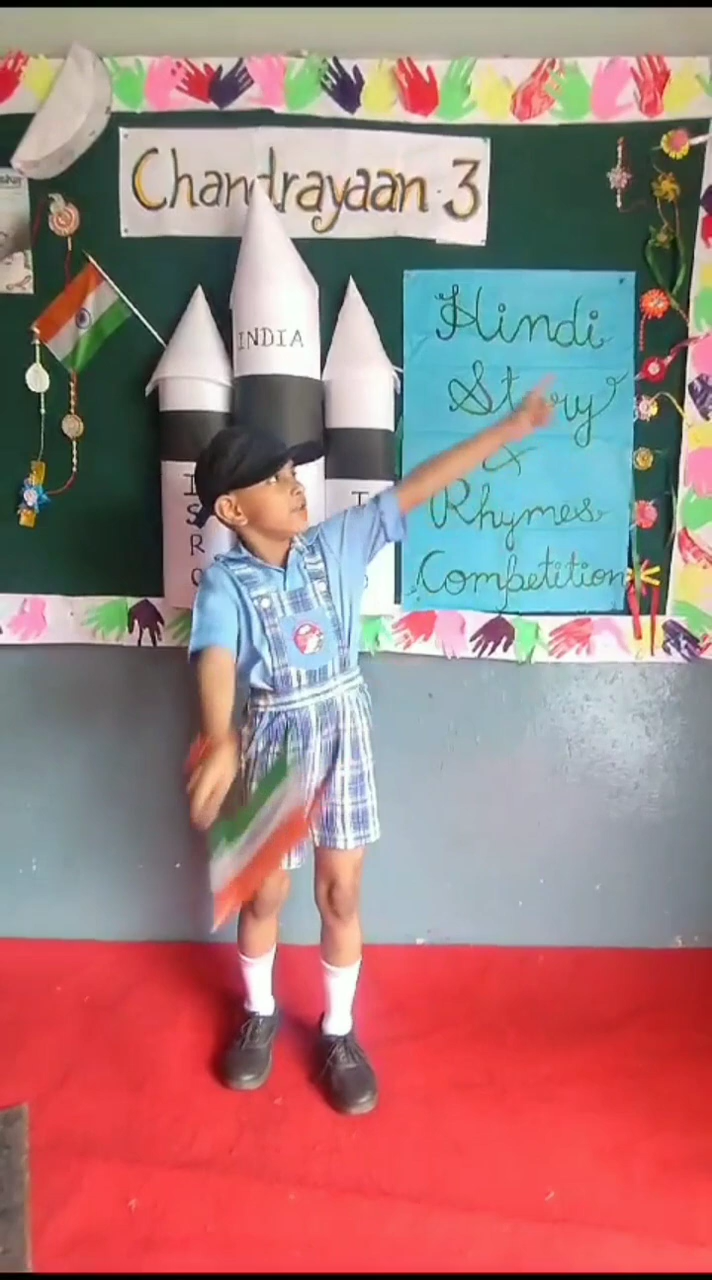 Chandrayaan-3
INDIA
I
S
R
O
I
Hindi
Story
&
Rhymes
Competition